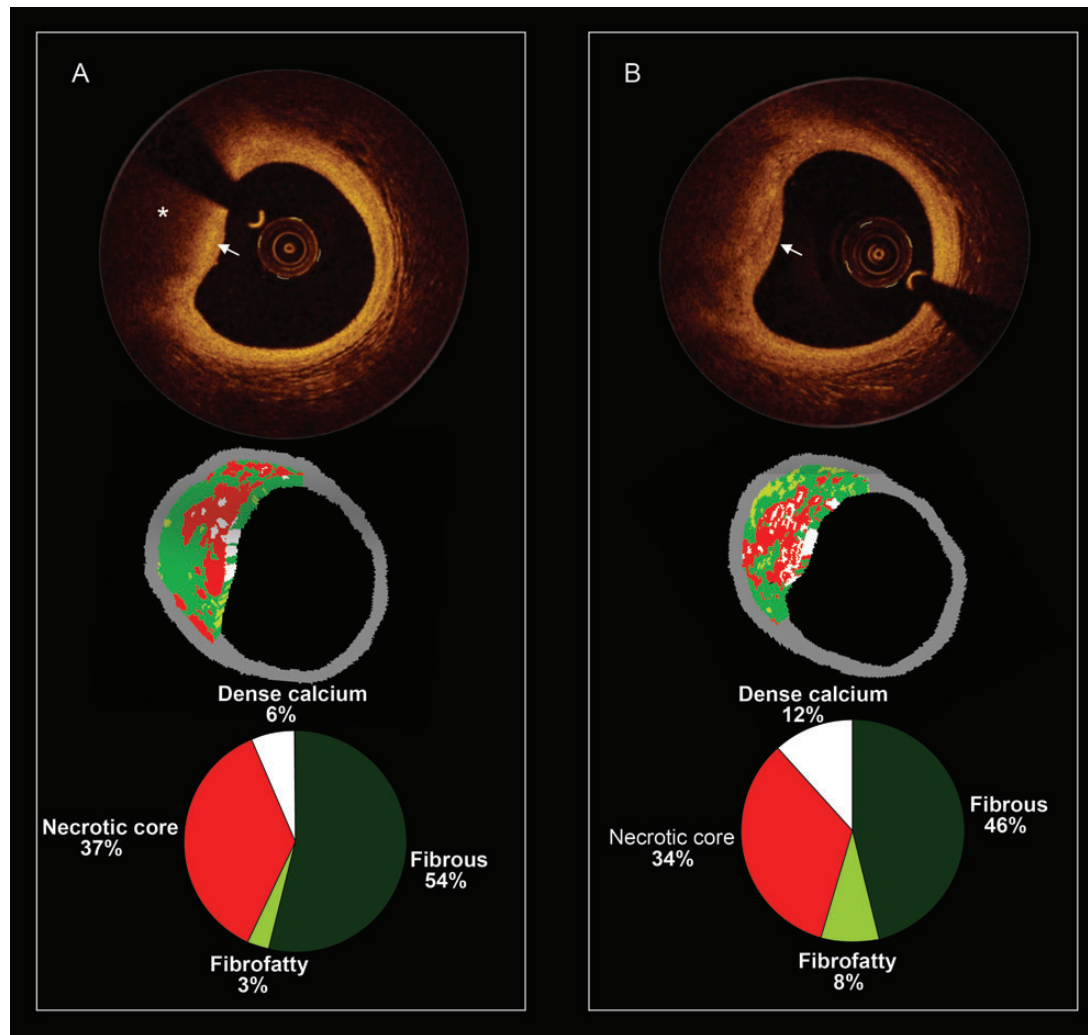 A
*
Dense calcium
6%
Necrotic core
37%
Fibrous
54%
Fibrofatty
3%
B
Dense calcium
12%
Fibrous
46%
Necrotic core
34%
Fibrofatty
8%